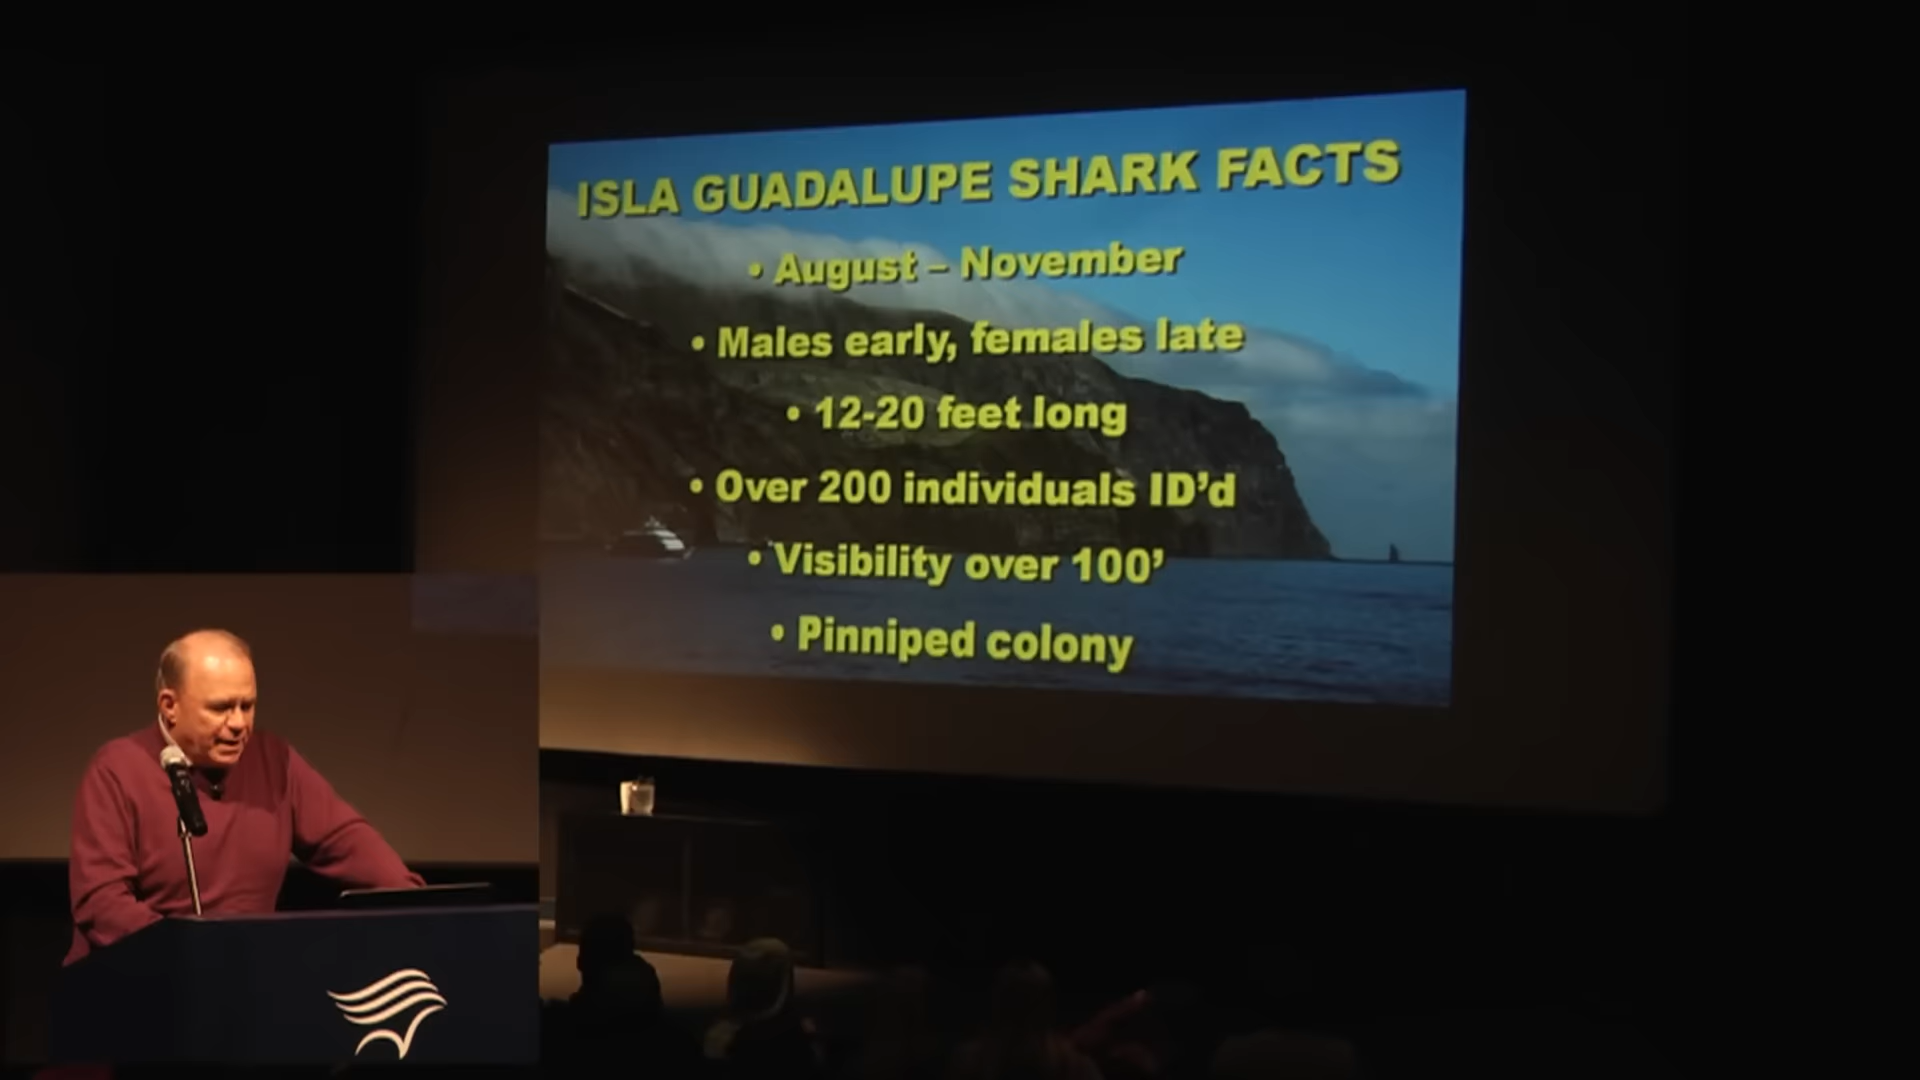 ISLA GUADALUPE SHARK FACTS
• August – November
• Males early, females late
• 12-20 feet long
• Over 200 individuals ID’d
• Visibility over 100’
• Pinniped colony